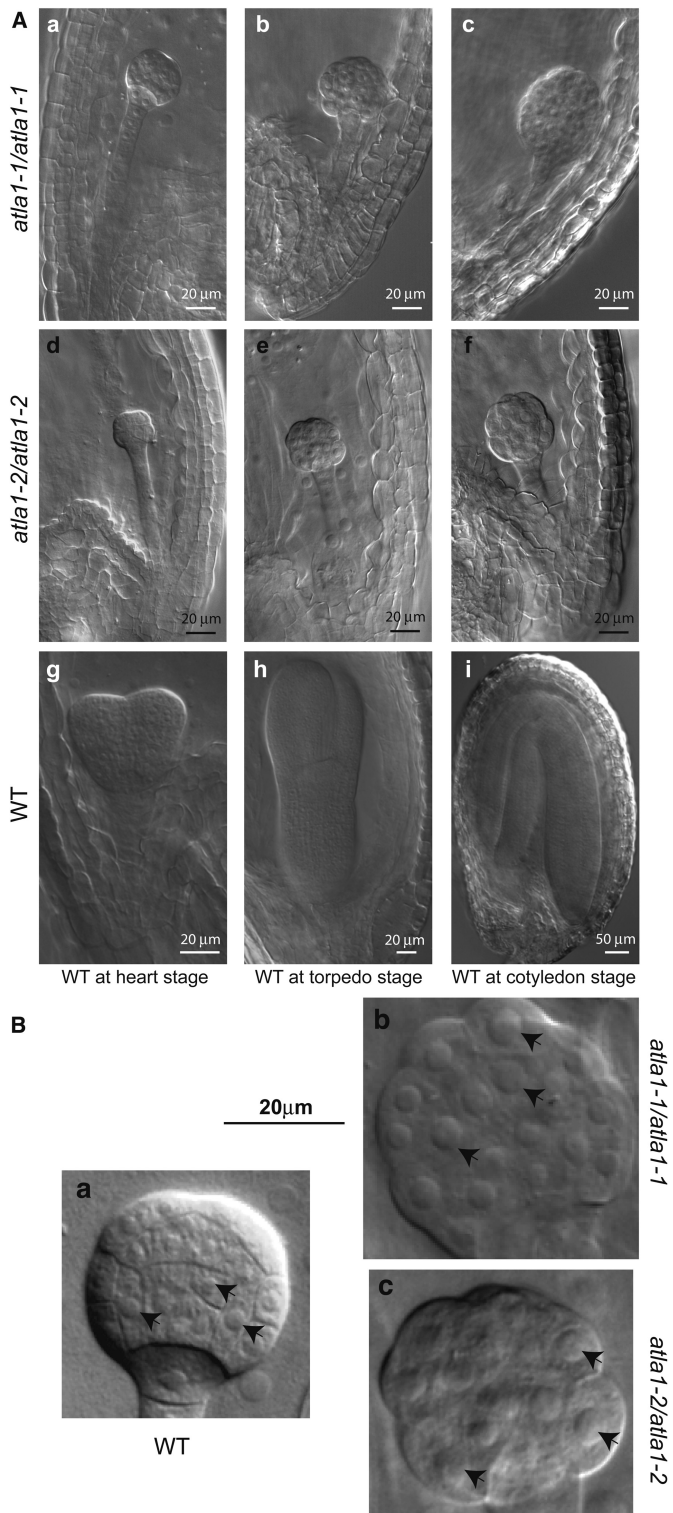 A
a
b
c
atla1-1/atla1-1
20 μm
20 μm
20 μm
d
e
f
atla1-2/atla1-2
20 μm
20 μm
20 μm
g
h
i
WT
20 μm
20 μm
50 μm
WT at heart stage
WT at torpedo stage
WT at cotyledon stage
B
b
atla1-1/atla1-1
20μm
a
WT
c
atla1-2/atla1-2